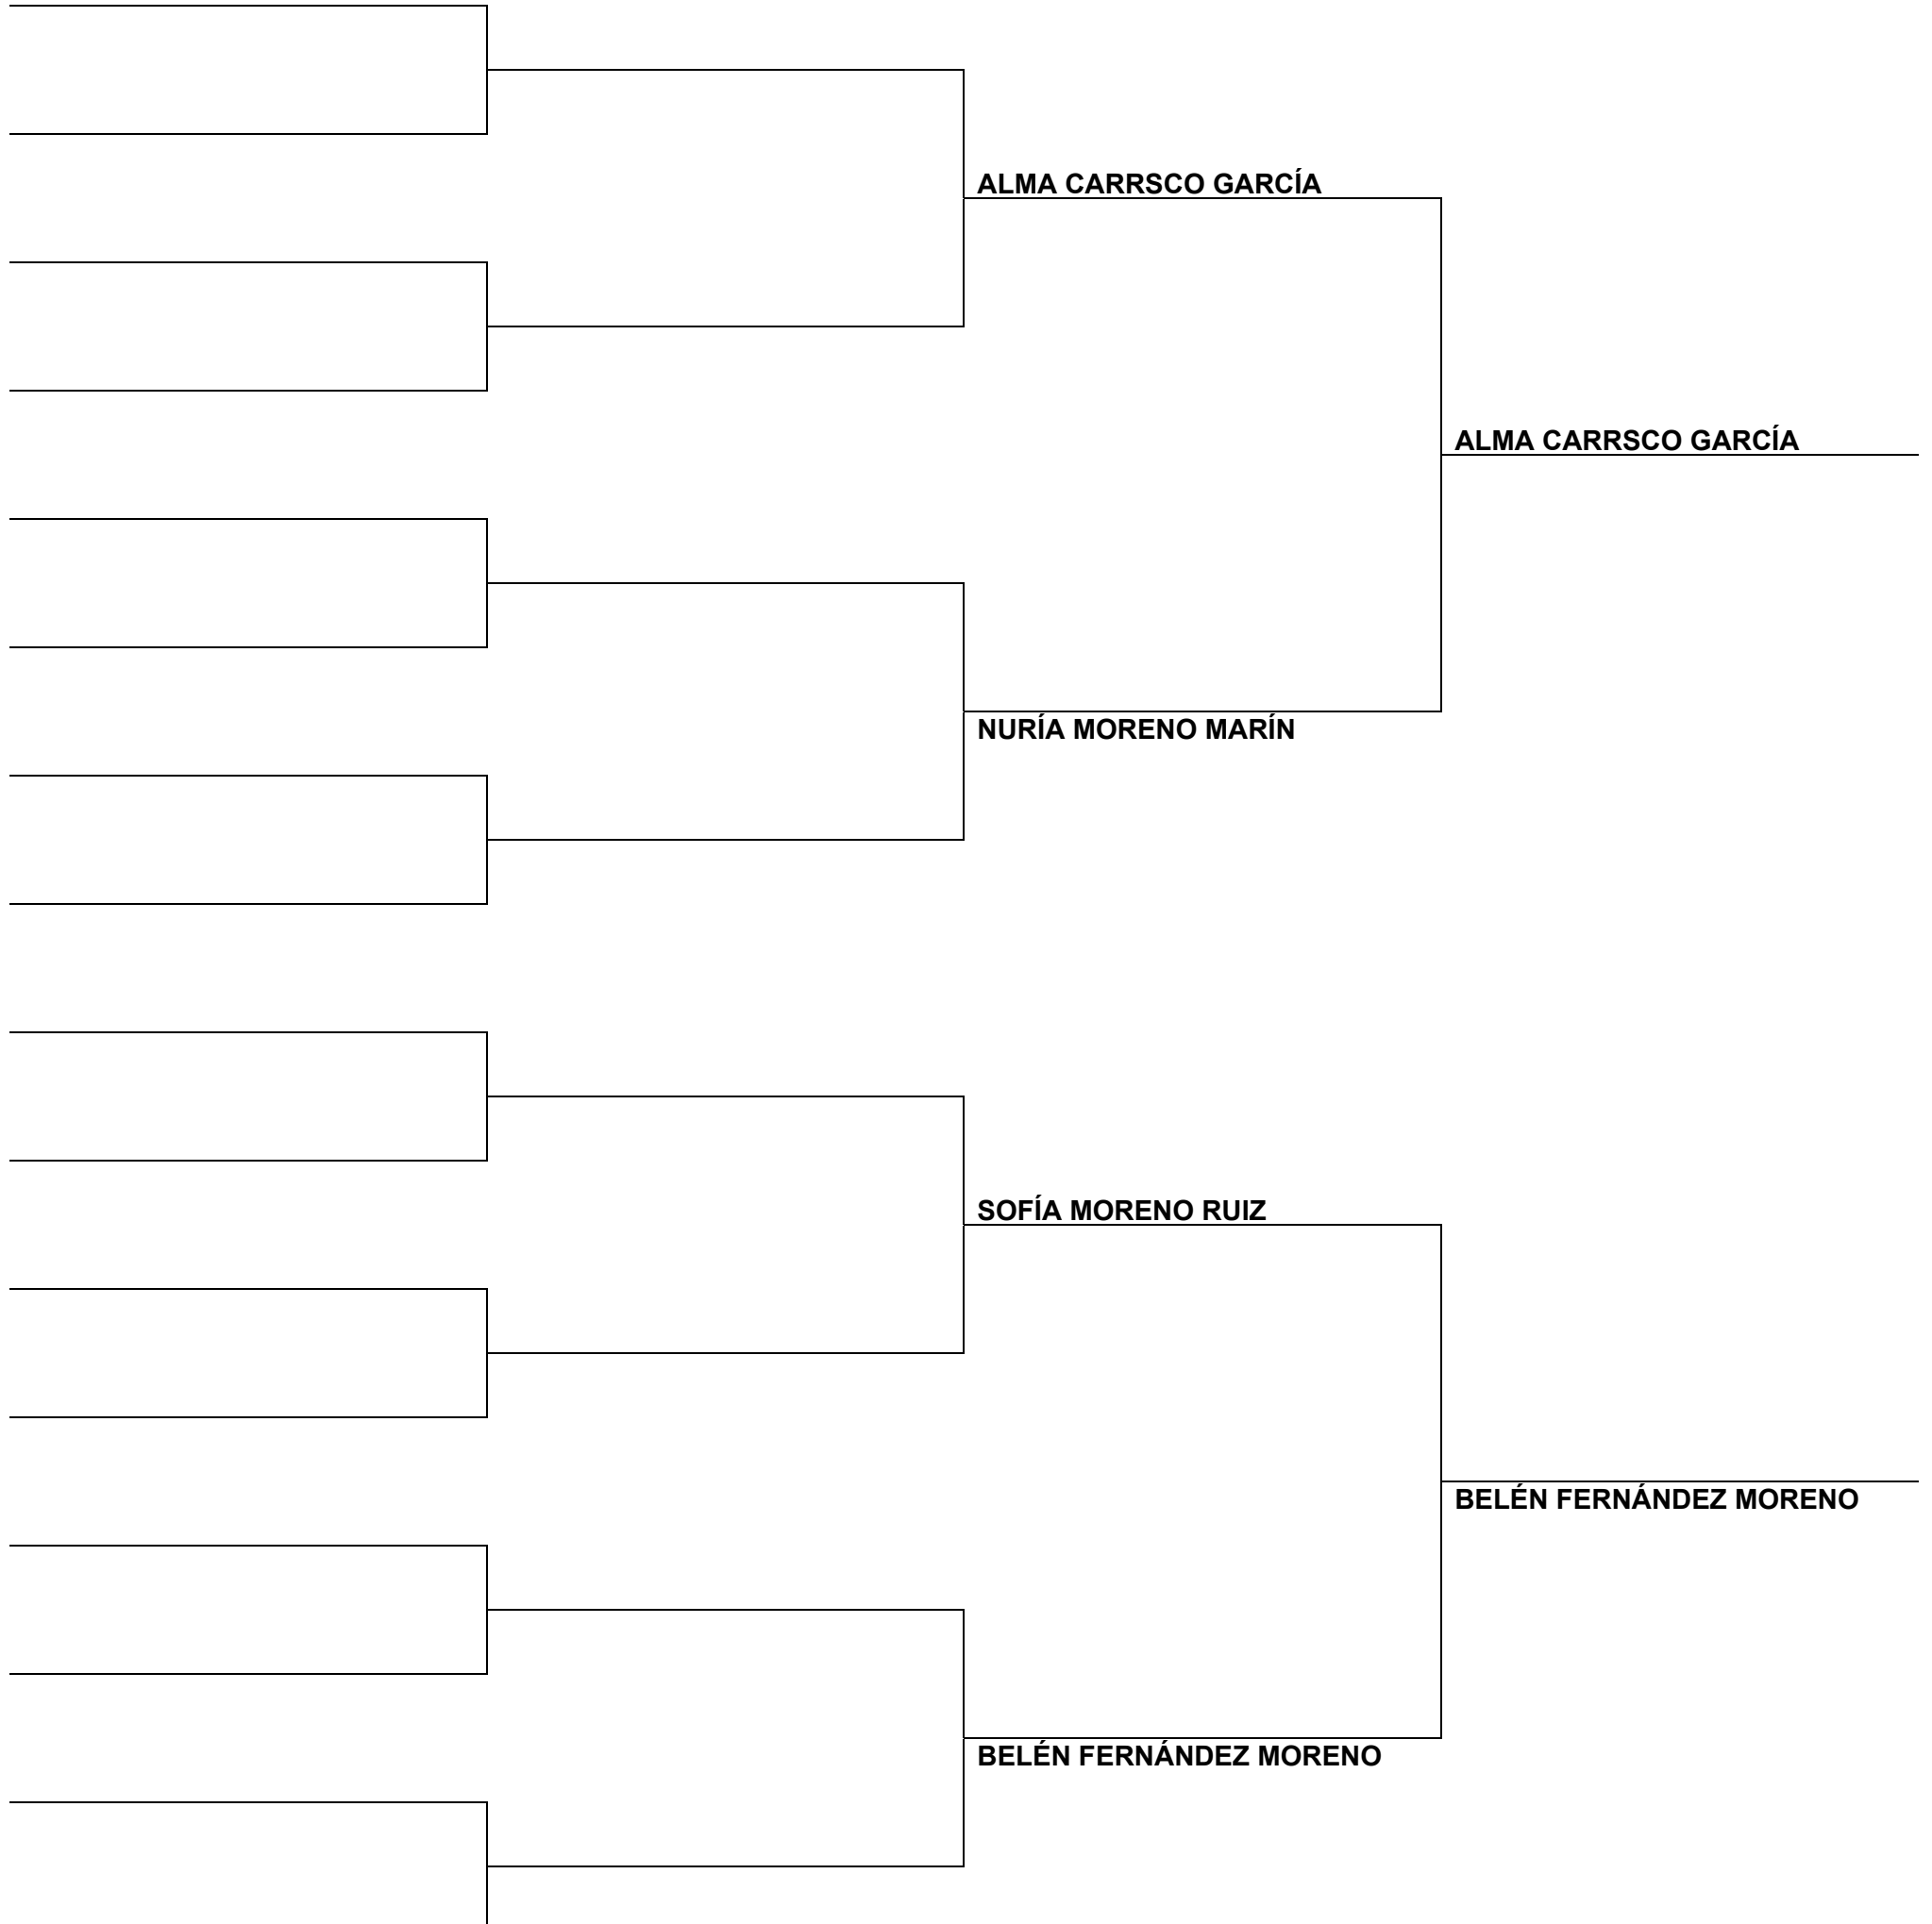 ALMA CARRSCO GARCÍA
ALMA CARRSCO GARCÍA
NURÍA MORENO MARÍN
SOFÍA MORENO RUIZ
BELÉN FERNÁNDEZ MORENO
BELÉN FERNÁNDEZ MORENO